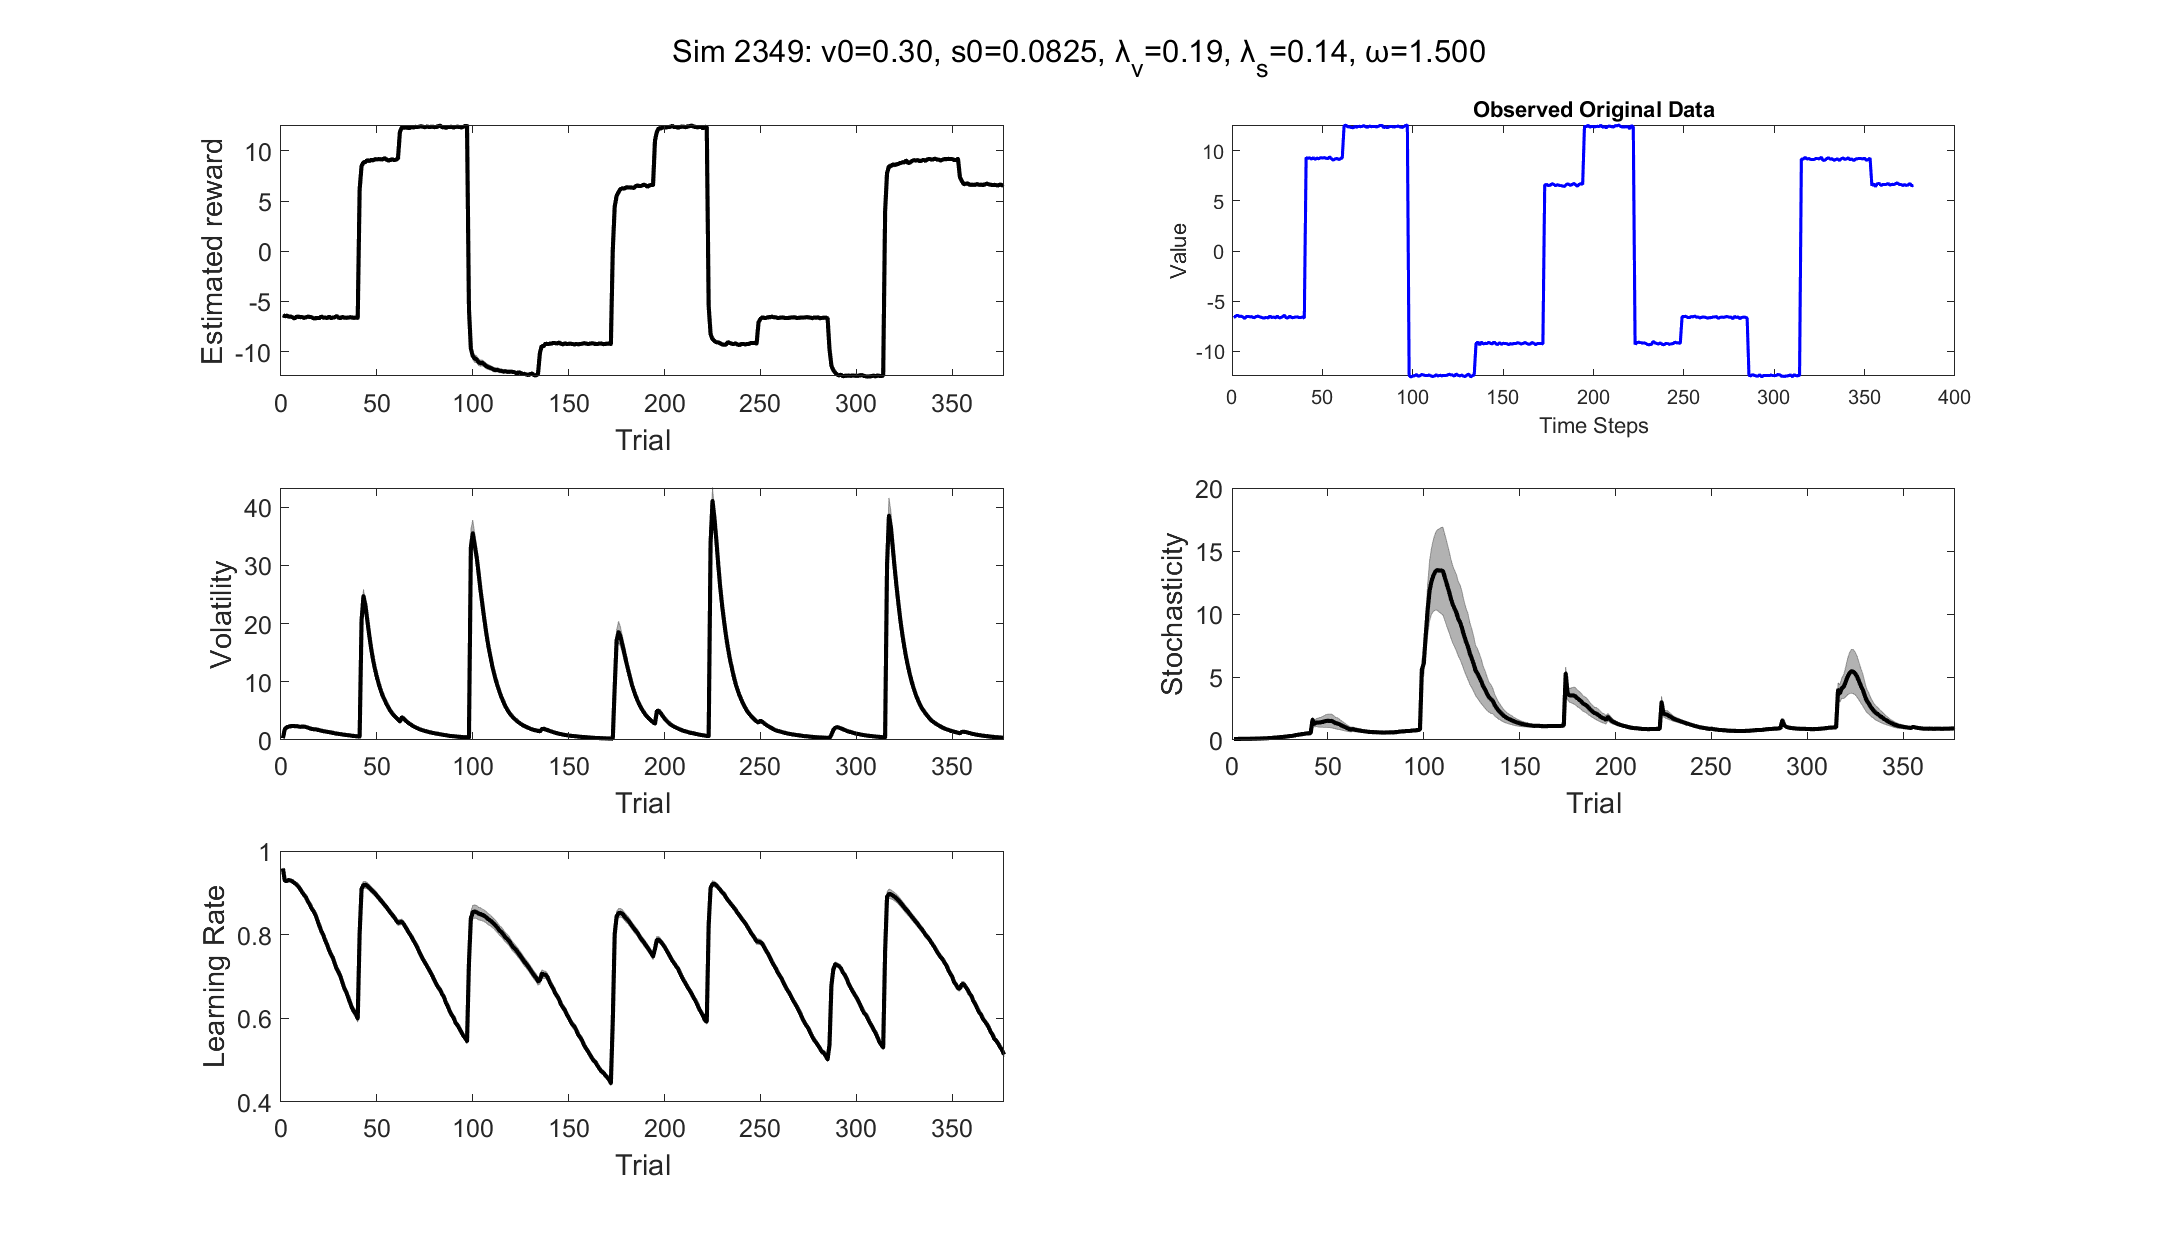 Sim 2349: v0=0.30, s0=0.0825, λ_v=0.19, λ_s=0.14, ω=1.500
Estimated reward
10
5
0
-5
-10
0 50 100 150 200 250 300 350
Trial
Observed Original Data
Value
10
5
0
-5
-10
0 50 100 150 200 250 300 350 400
Time Steps
Volatility
40
30
20
10
0
0 50 100 150 200 250 300 350
Trial
Stochasticity
20
15
10
5
0
0 50 100 150 200 250 300 350
Trial
Learning Rate
1
0.8
0.6
0.4
0 50 100 150 200 250 300 350
Trial